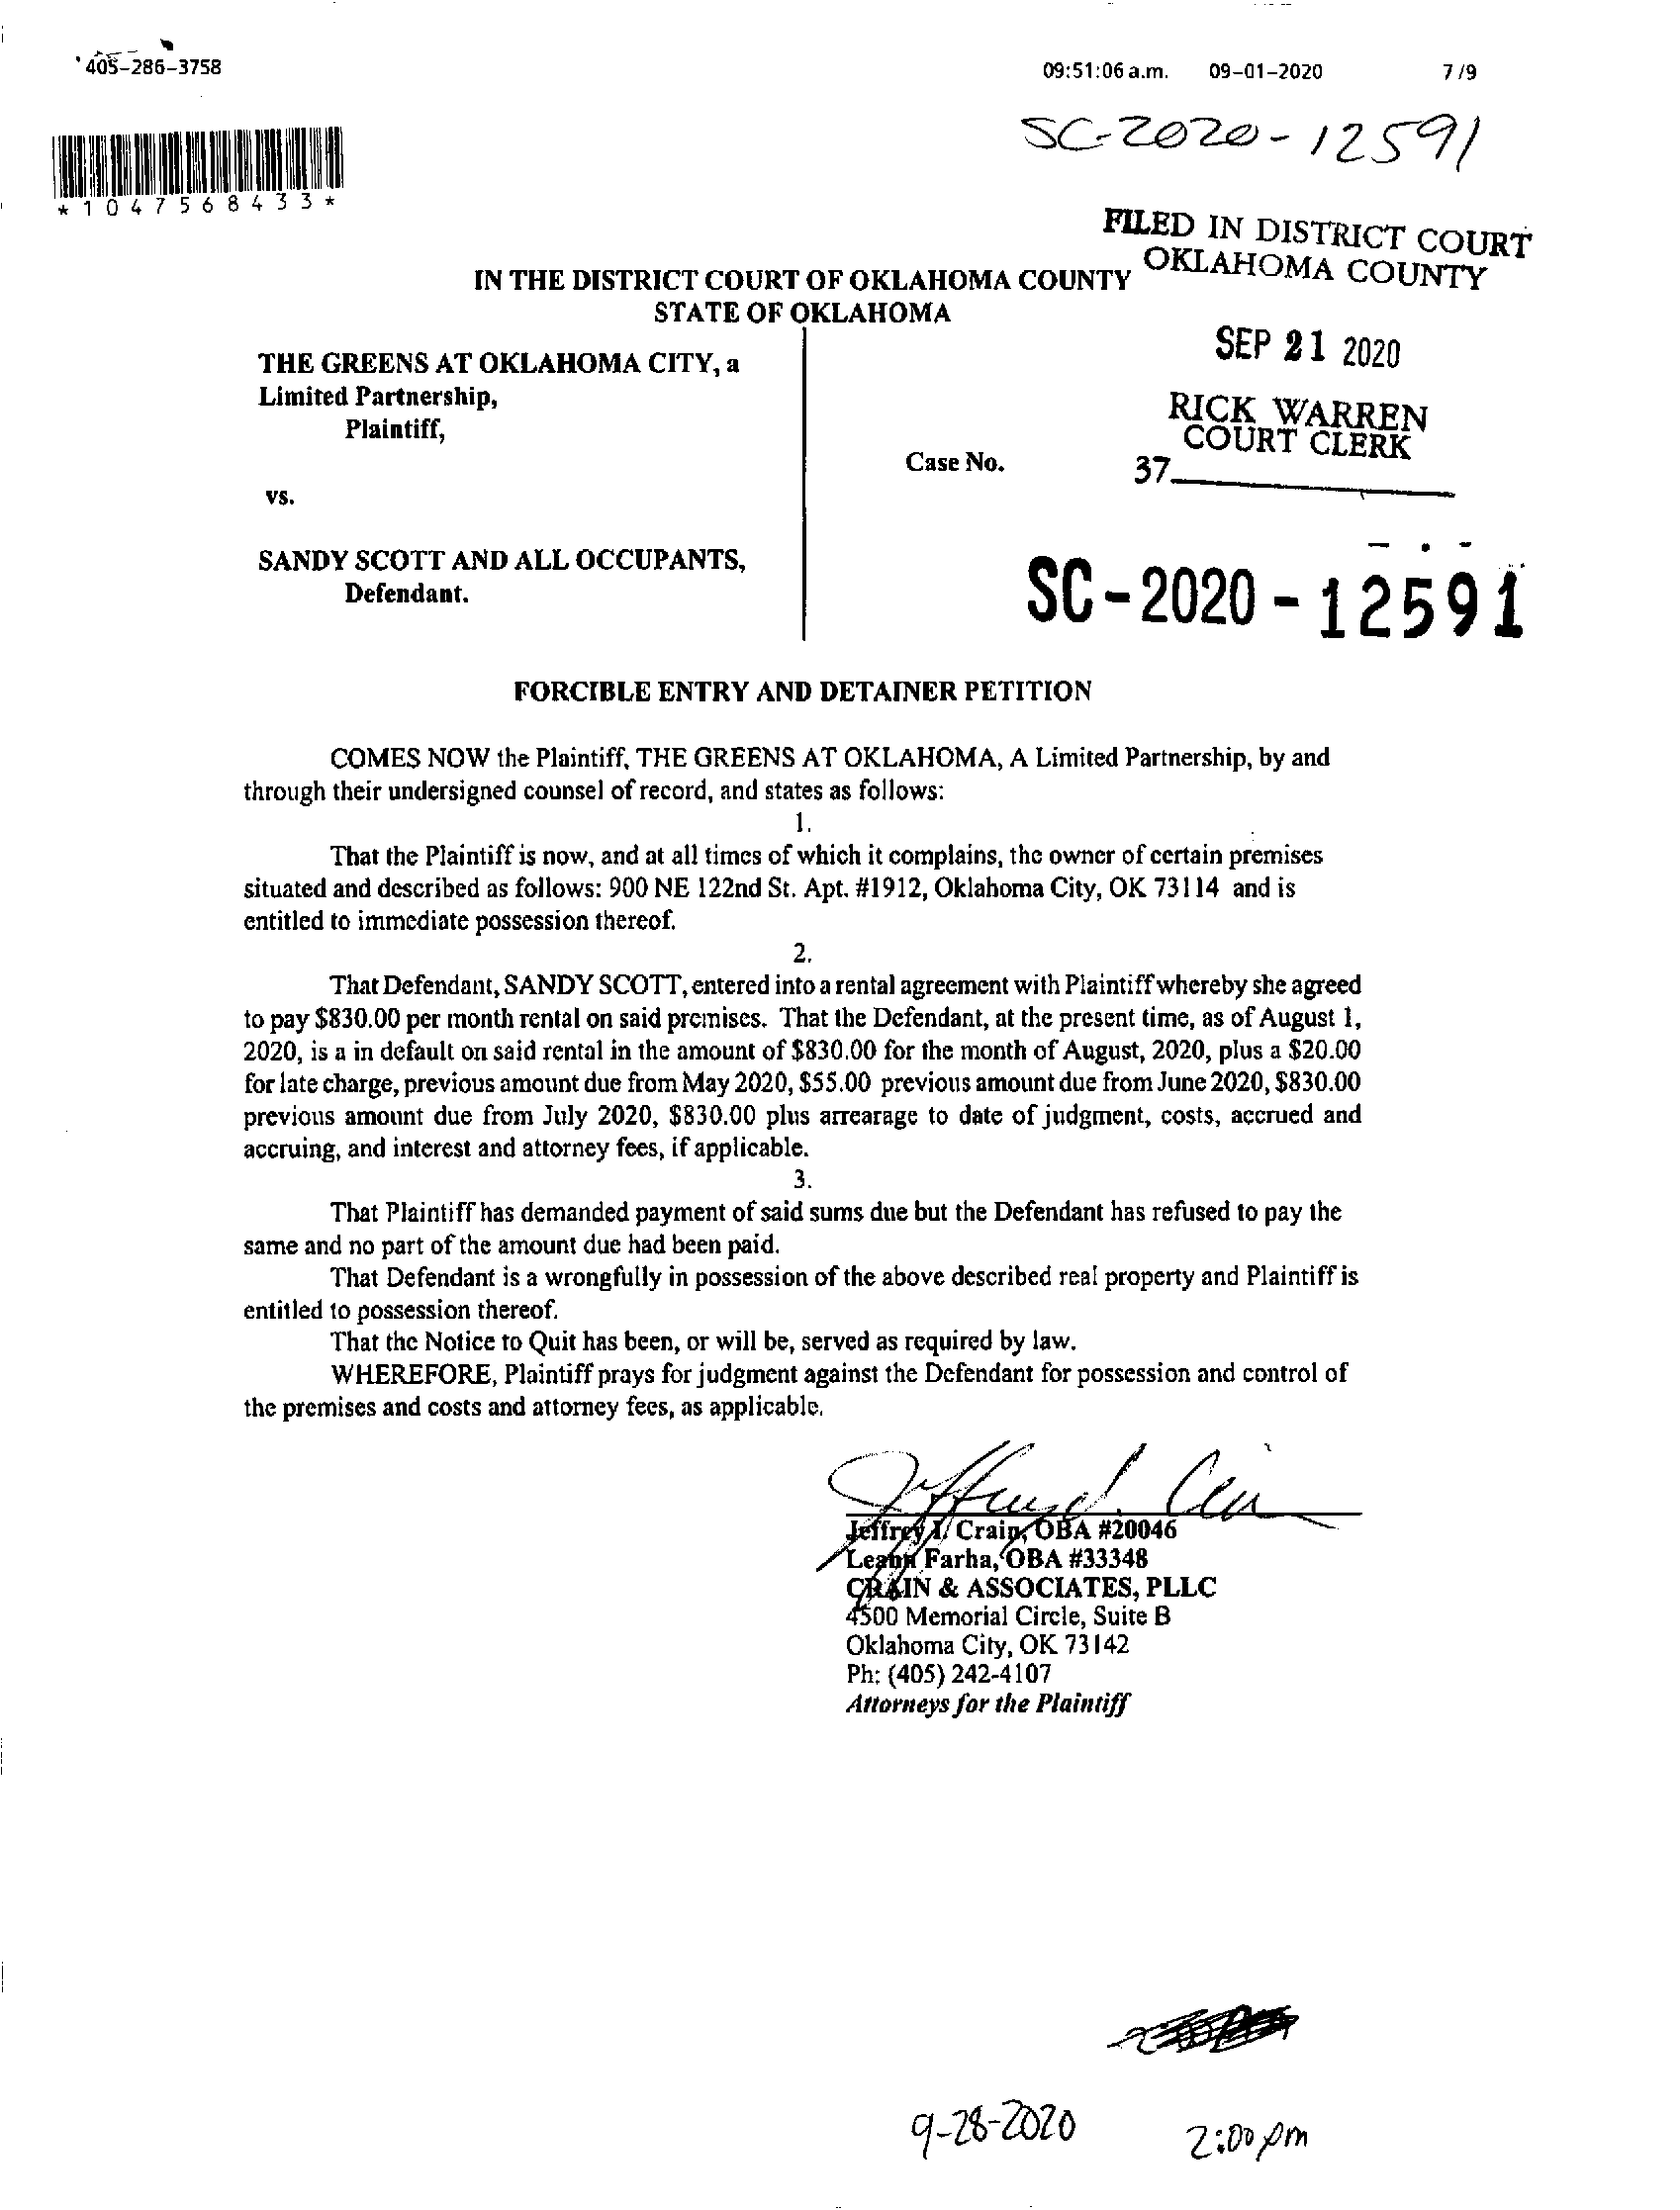 405-286-3758 09:51:06 a.m. 09-01-2020 7/9
SC-2020-12591
*1047568433*
FILED IN DISTRICT COURT
OKLAHOMA COUNTY
IN THE DISTRICT COURT OF OKLAHOMA COUNTY
STATE OF OKLAHOMA
SEP 21 2020
THE GREENS AT OKLAHOMA CITY, a
Limited Partnership,
Plaintiff,
RICK WARREN
COURT CLERK
Case No.
37
vs.
SANDY SCOTT AND ALL OCCUPANTS,
Defendant.
SC-2020-12591
FORCIBLE ENTRY AND DETAINER PETITION
COMES NOW the Plaintiff, THE GREENS AT OKLAHOMA, A Limited Partnership, by and
through their undersigned counsel of record, and states as follows:
1.
That the Plaintiff is now, and at all times of which it complains, the owner of certain premises
situated and described as follows: 900 NE 122nd St. Apt. #1912, Oklahoma City, OK 73114 and is
entitled to immediate possession thereof.
2.
That Defendant, SANDY SCOTT, entered into a rental agreement with Plaintiff whereby she agreed
to pay $830.00 per month rental on said premises. That the Defendant, at the present time, as of August 1,
2020, is a in default on said rental in the amount of $830.00 for the month of August, 2020, plus a $20.00
for late charge, previous amount due from May 2020, $55.00 previous amount due from June 2020, $830.00
previous amount due from July 2020, $830.00 plus arrearage to date of judgment, costs, accrued and
accruing, and interest and attorney fees, if applicable.
3.
That Plaintiff has demanded payment of said sums due but the Defendant has refused to pay the
same and no part of the amount due had been paid.
That Defendant is a wrongfully in possession of the above described real property and Plaintiff is
entitled to possession thereof.
That the Notice to Quit has been, or will be, served as required by law.
WHEREFORE, Plaintiff prays for judgment against the Defendant for possession and control of
the premises and costs and attorney fees, as applicable.
Jeffrey I. Crain, OBA #20046
Leann Farha, OBA #33348
CRAIN & ASSOCIATES, PLLC
4500 Memorial Circle, Suite B
Oklahoma City, OK 73142
Ph: (405) 242-4107
Attorneys for the Plaintiff
9-28-2020 2:00 pm